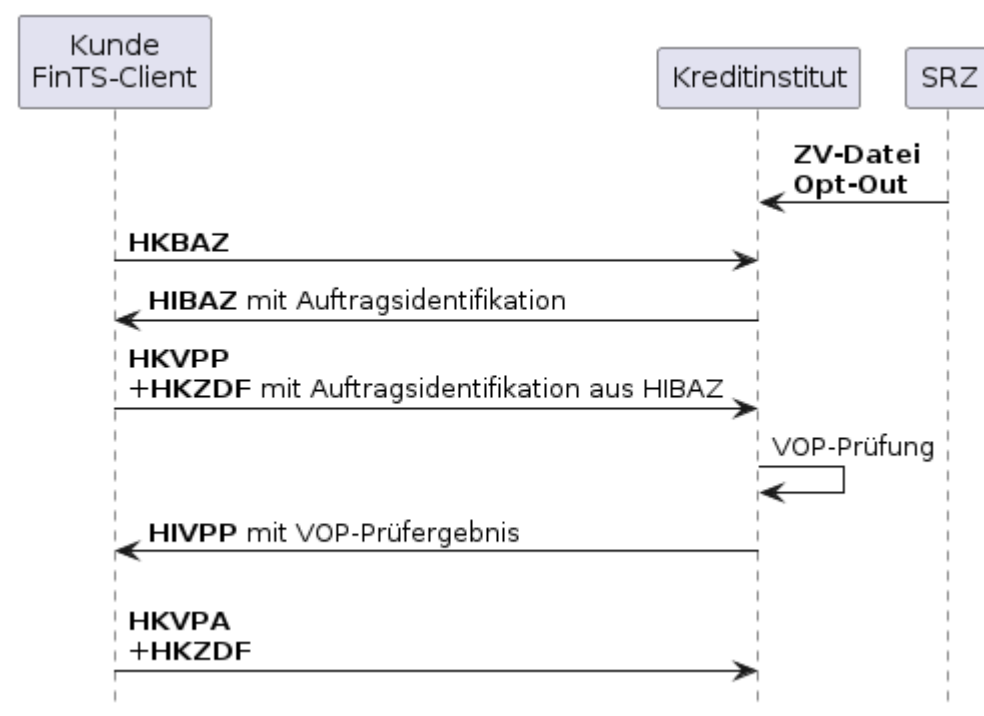 Kunde
FinTS-Client
Kreditinstitut
SRZ
ZV-Datei
Opt-Out
HKBAZ
HIBAZ mit Auftragsidentifikation
HKVPP
+HKZDF mit Auftragsidentifikation aus HIBAZ
VOP-Prüfung
HIVPP mit VOP-Prüfergebnis
HKVPA
+HKZDF